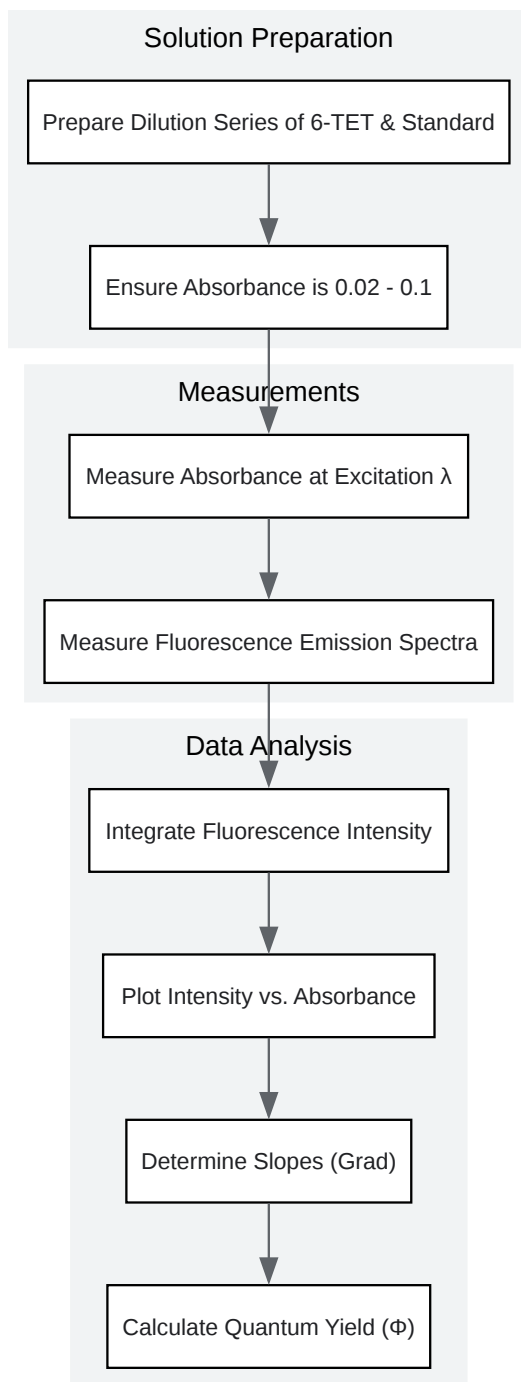 Solution Preparation
Prepare Dilution Series of 6-TET & Standard
Ensure Absorbance is 0.02 - 0.1
Measurements
Measure Absorbance at Excitation λ
Measure Fluorescence Emission Spectra
Data Analysis
Integrate Fluorescence Intensity
Plot Intensity vs. Absorbance
Determine Slopes (Grad)
Calculate Quantum Yield (Φ)